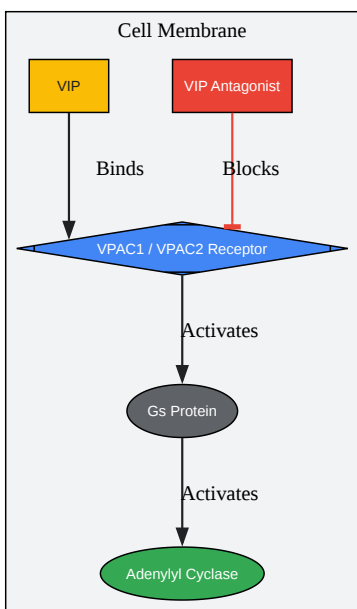 Cell Membrane
VIP
VIP Antagonist
Binds
Blocks
VPAC1 / VPAC2 Receptor
Activates
Gs Protein
Activates
Adenylyl Cyclase